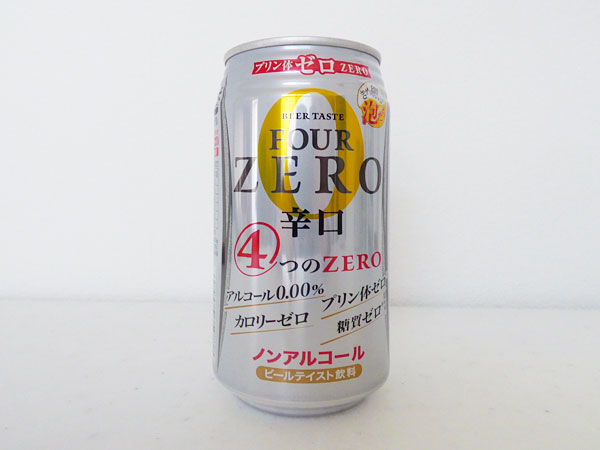 プリン体ゼロ ZERO
泡
BEER TASTE
FOUR
ZERO
辛口
4つのZERO
アルコール0.00%
プリン体ゼロ
カロリーゼロ
糖質ゼロ
ノンアルコール
ビールテイスト飲料